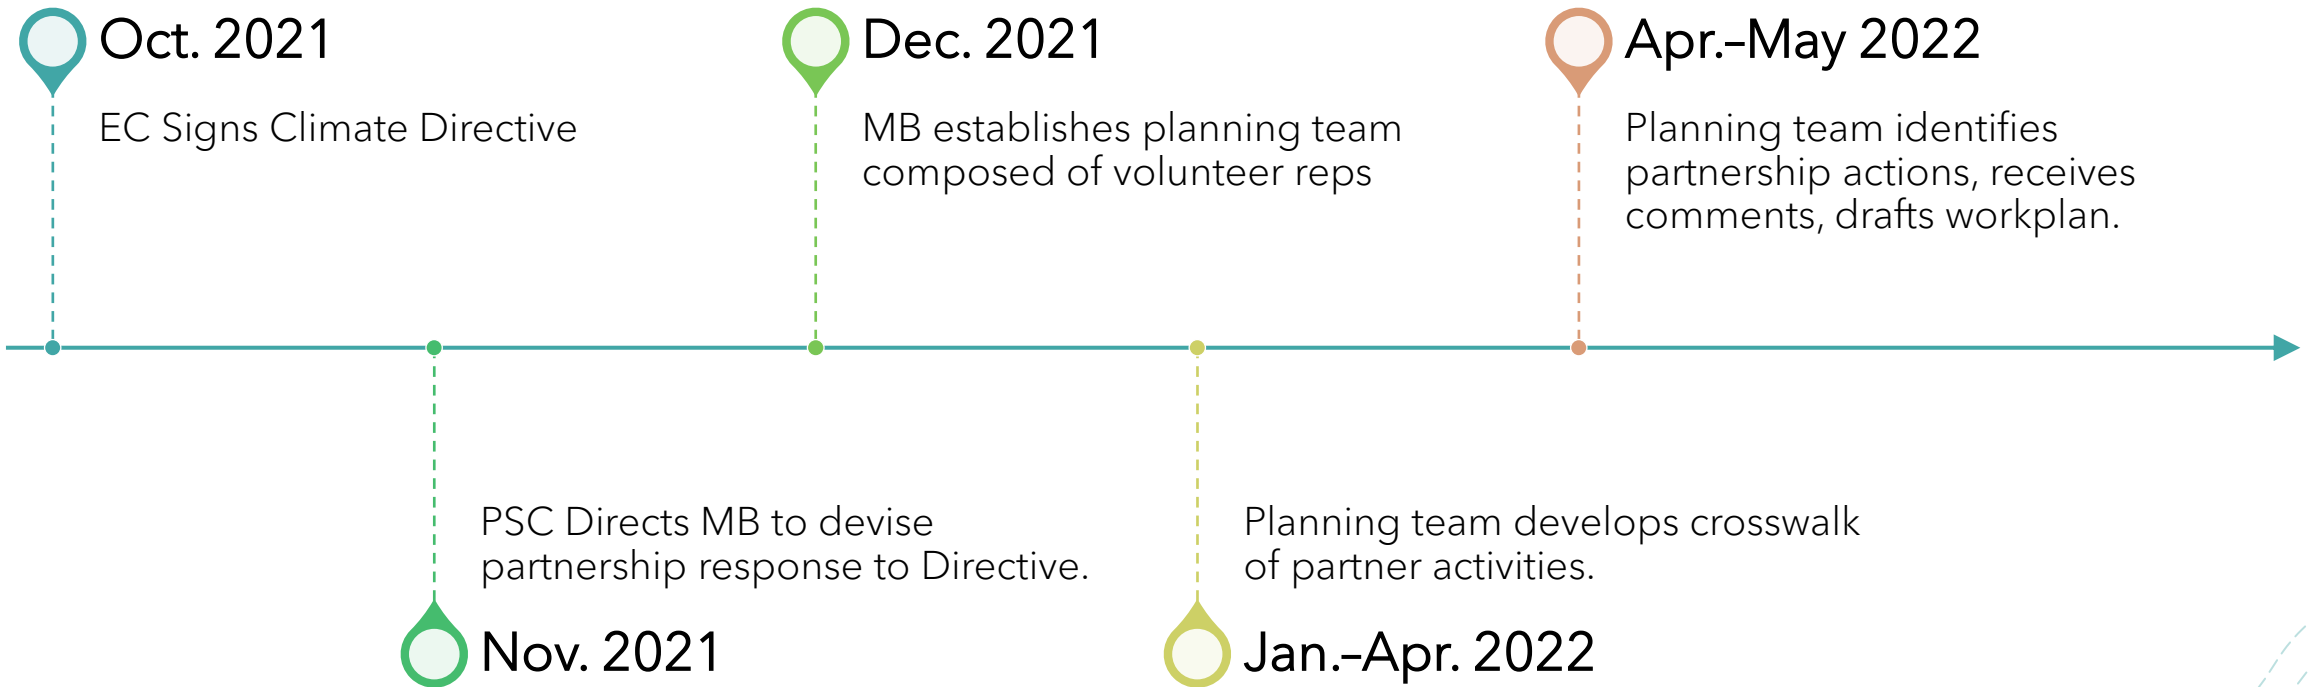 Oct. 2021
EC Signs Climate Directive
Dec. 2021
MB establishes planning team
composed of volunteer reps
Apr.–May 2022
Planning team identifies
partnership actions, receives
comments, drafts workplan.
PSC Directs MB to devise
partnership response to Directive.
Nov. 2021
Planning team develops crosswalk
of partner activities.
Jan.–Apr. 2022